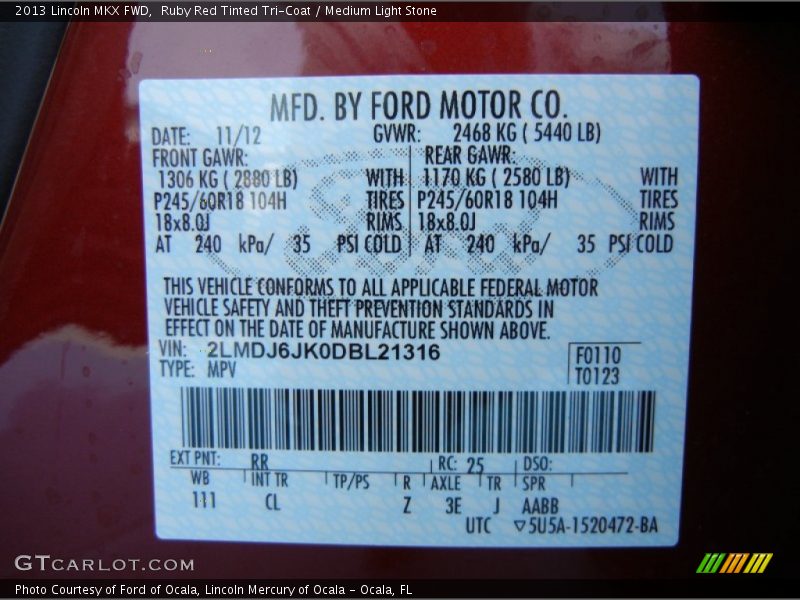 2013 Lincoln MKX FWD,  Ruby Red Tinted Tri-Coat / Medium Light Stone
MFD. BY FORD MOTOR CO.
DATE: 11/12 GVWR: 2468 KG ( 5440 LB)
FRONT GAWR: REAR GAWR:
1306 KG ( 2880 LB) WITH 1170 KG ( 2580 LB) WITH
P245/60R18 104H TIRES P245/60R18 104H TIRES
18x8.0J RIMS 18x8.0J RIMS
AT 240 kPa/ 35 PSI COLD AT 240 kPa/ 35 PSI COLD
THIS VEHICLE CONFORMS TO ALL APPLICABLE FEDERAL MOTOR
VEHICLE SAFETY AND THEFT PREVENTION STANDARDS IN
EFFECT ON THE DATE OF MANUFACTURE SHOWN ABOVE.
VIN: 2LMDJ6JK0DBL21316 F0110
TYPE: MPV T0123
EXT PNT: RR RC: 25 DSO:
WB INT TR TP/PS R AXLE TR SPR
111 CL Z 3E J AABB
UTC ▽5U5A-1520472-BA
GTCARLOT.COM
Photo Courtesy of Ford of Ocala, Lincoln Mercury of Ocala - Ocala, FL